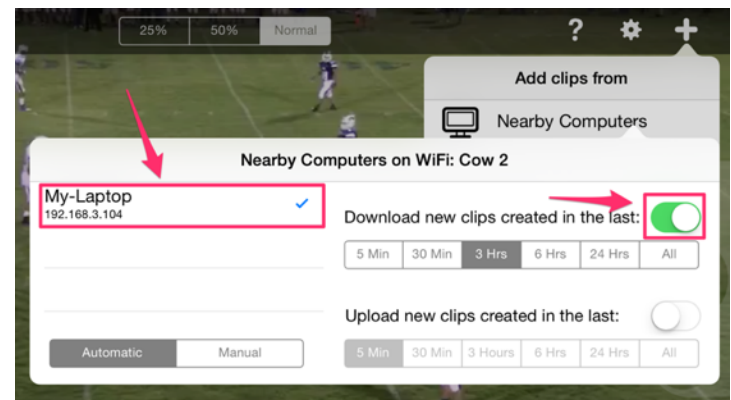 25% 50% Normal ?
Add clips from
Nearby Computers
Nearby Computers on WiFi: Cow 2
My-Laptop
192.168.3.104
Download new clips created in the last:
5 Min 30 Min 3 Hrs 6 Hrs 24 Hrs All
Upload new clips created in the last:
Automatic Manual
5 Min 30 Min 3 Hours 6 Hrs 24 Hrs All